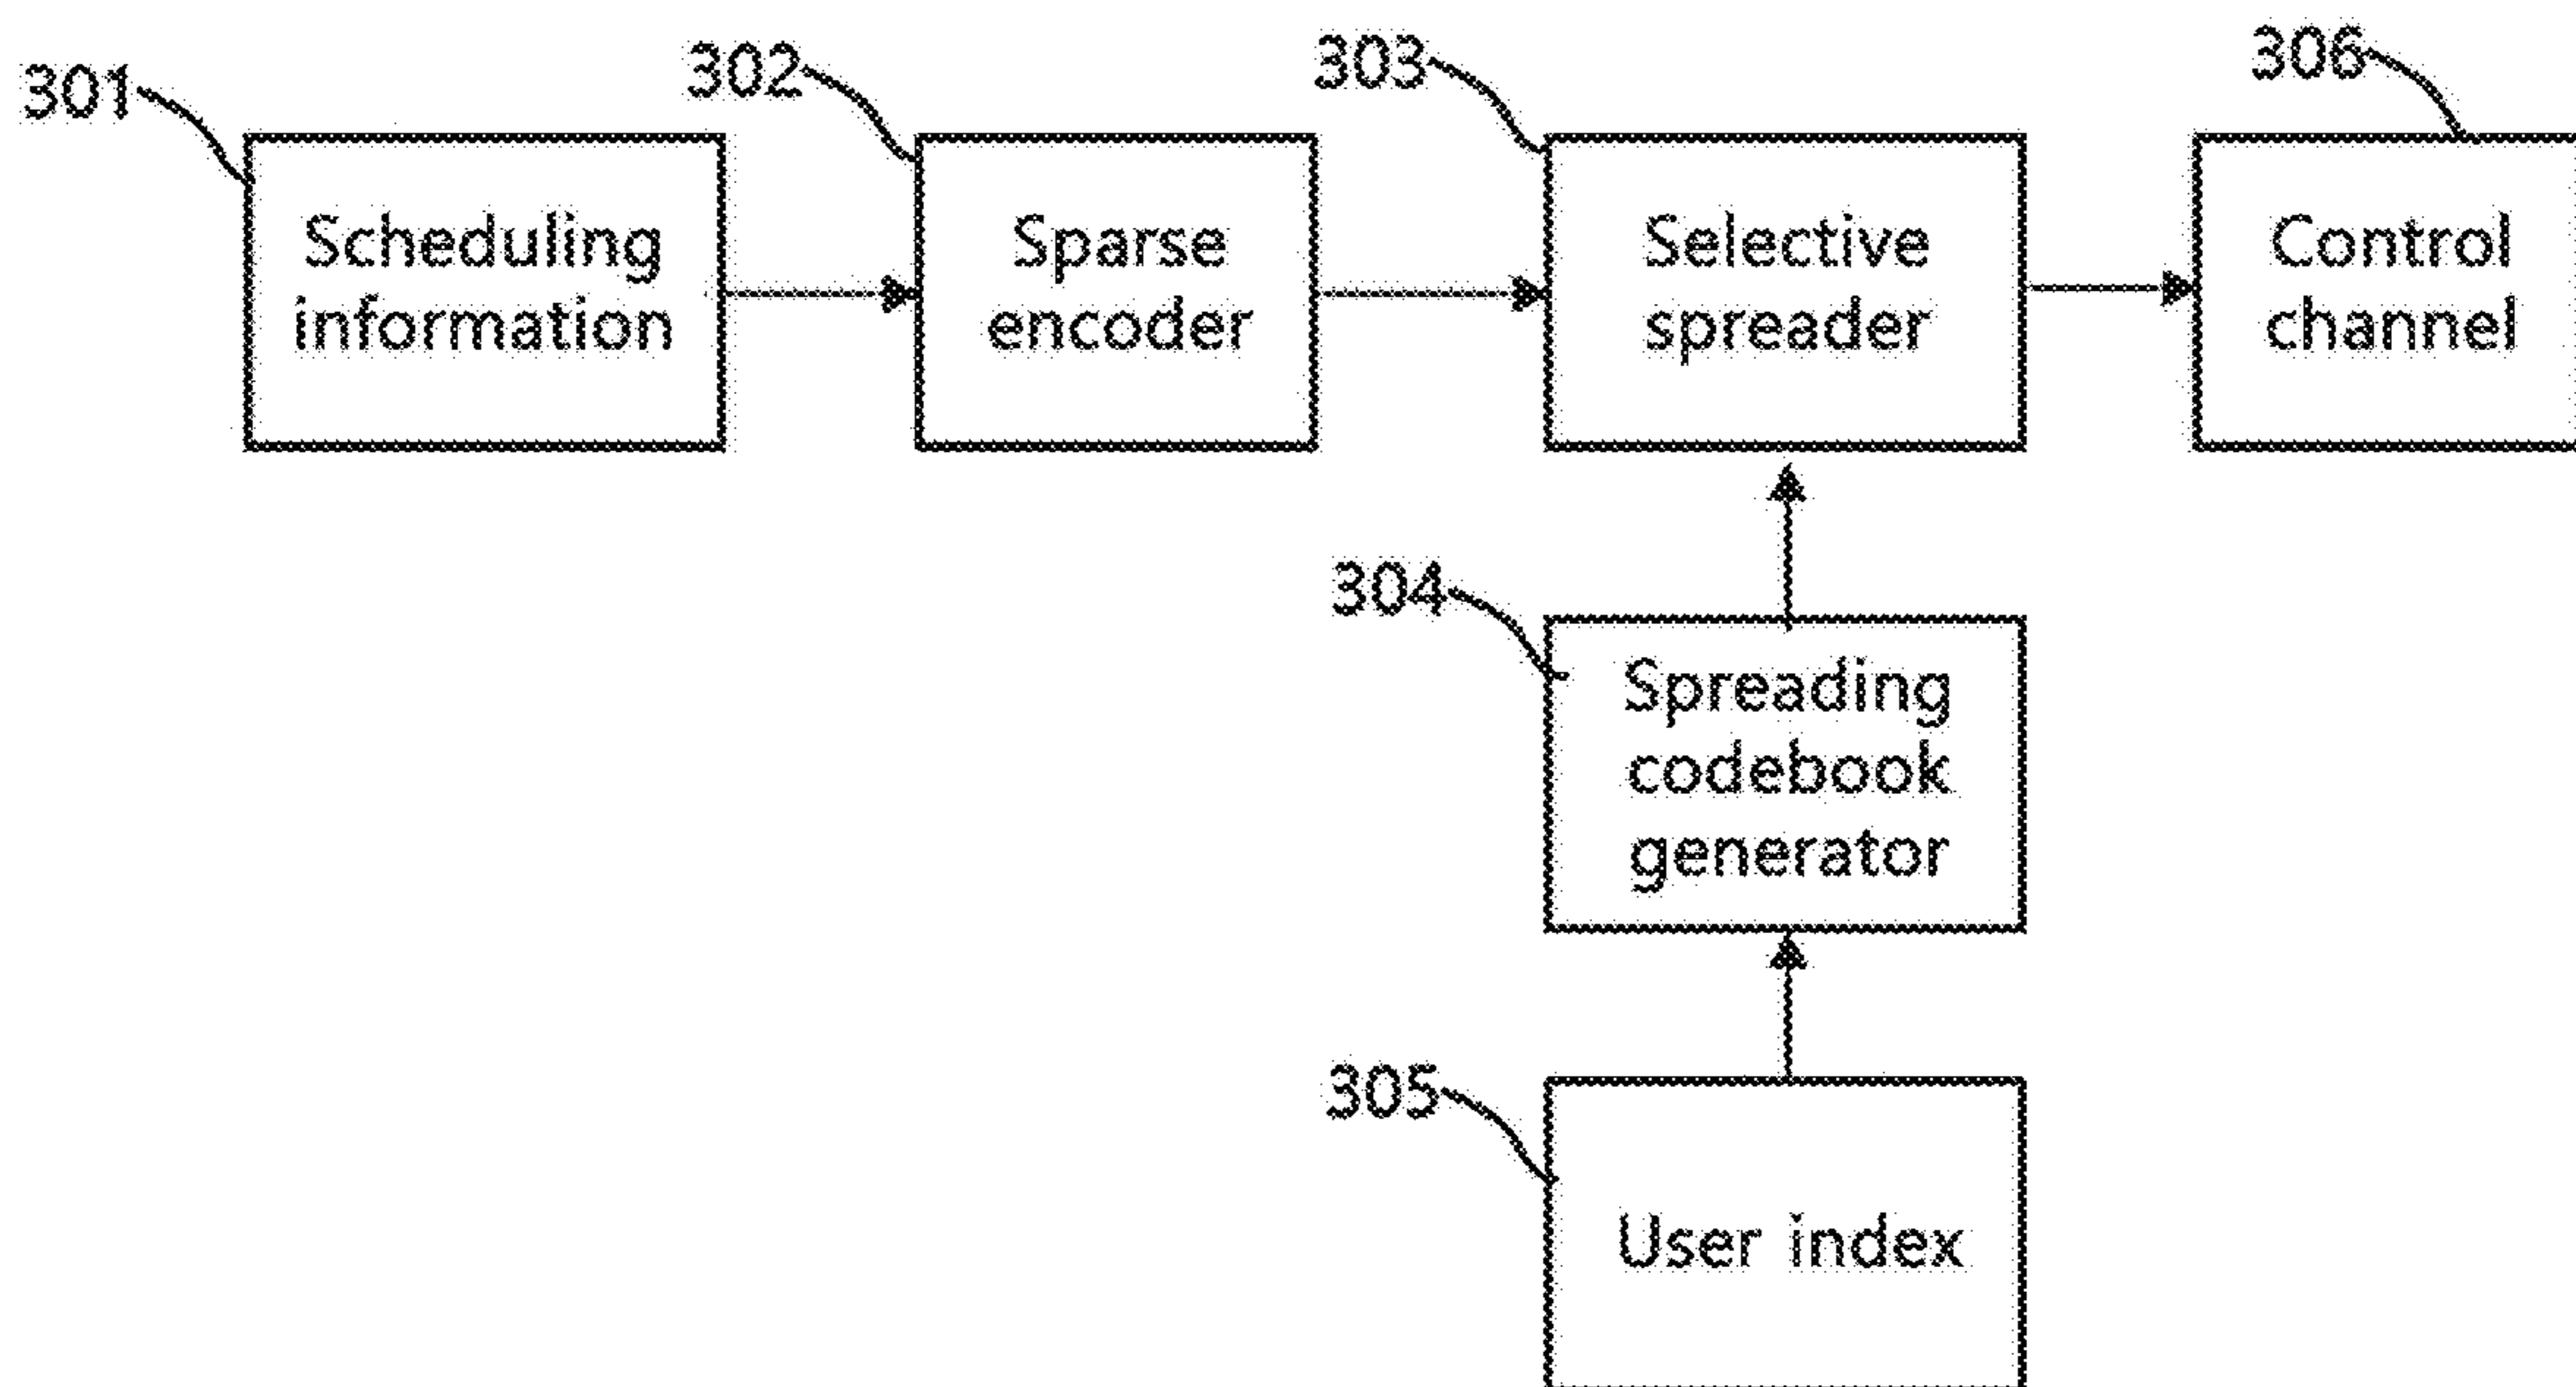 301
302
303
306
Scheduling
information
Sparse
encoder
Selective
spreader
Control
channel
304
Spreading
codebook
generator
305
User index